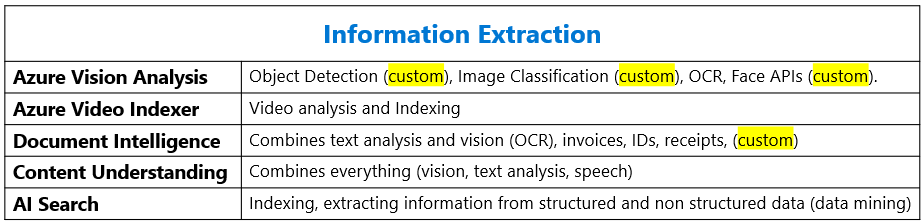 Information Extraction
Azure Vision Analysis Object Detection (custom), Image Classification (custom), OCR, Face APIs (custom).
Azure Video Indexer Video analysis and Indexing
Document Intelligence Combines text analysis and vision (OCR), invoices, IDs, receipts, (custom)
Content Understanding Combines everything (vision, text analysis, speech)
AI Search Indexing, extracting information from structured and non structured data (data mining)